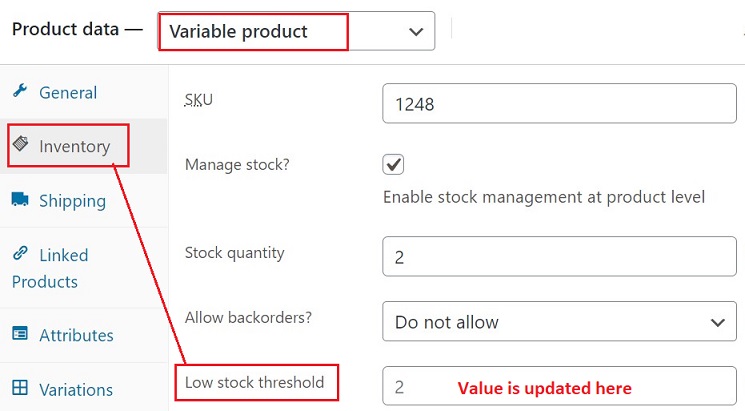 Product data — Variable product
General
Inventory
Shipping
Linked
Products
Attributes
Variations
SKU
1248
Manage stock?
Enable stock management at product level
Stock quantity
2
Allow backorders?
Do not allow
Low stock threshold
2 Value is updated here